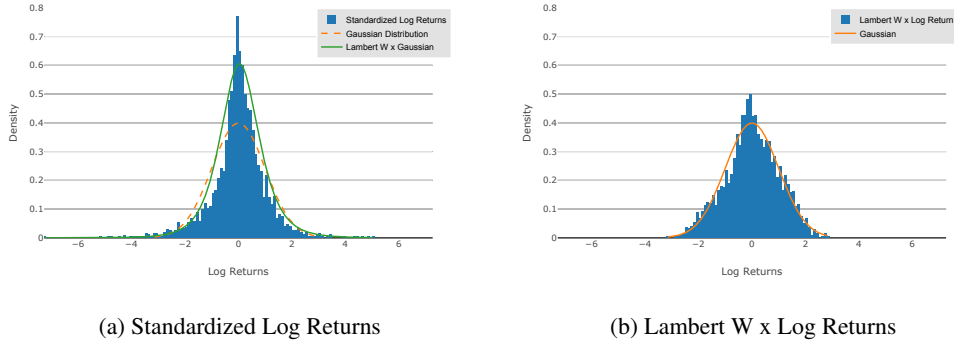 0.8
0.7
0.6
0.5
0.4
0.3
0.2
0.1
0
Density
−6
−4
−2
0
2
4
6
Log Returns
Standardized Log Returns
Gaussian Distribution
Lambert W x Gaussian
(a) Standardized Log Returns
0.8
0.7
0.6
0.5
0.4
0.3
0.2
0.1
0
Density
−6
−4
−2
0
2
4
6
Log Returns
Lambert W x Log Return
Gaussian
(b) Lambert W x Log Returns